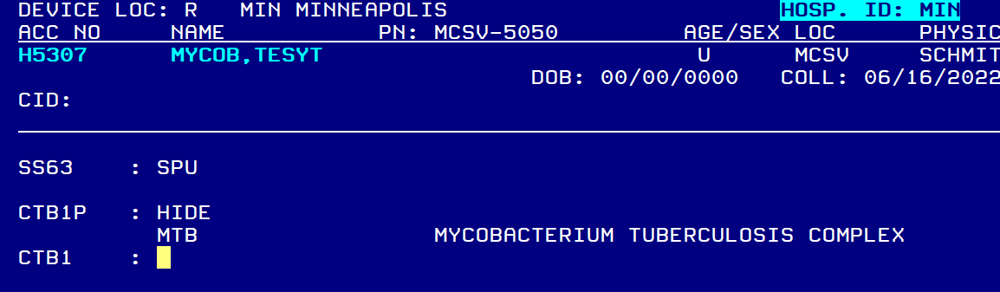 DEVICE LOC: R MIN MINNEAPOLIS HOSP. ID: MIN
ACC NO NAME PN: MCSV-5050 AGE/SEX LOC PHYSIC
H5307 MYCOB,TESYT U MCSV SCHMIT
DOB: 00/00/0000 COLL: 06/16/2022
CID:
SS63 : SPU
CTB1P : HIDE
MTB MYCOBACTERIUM TUBERCULOSIS COMPLEX
CTB1 :